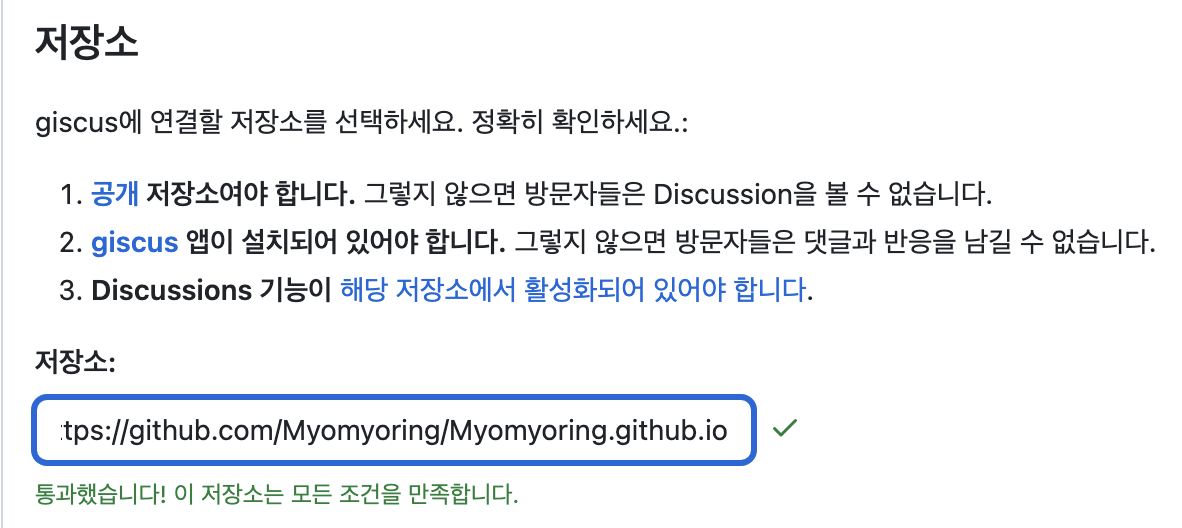 저장소
giscus에 연결할 저장소를 선택하세요. 정확히 확인하세요.:
1. 공개 저장소여야 합니다. 그렇지 않으면 방문자들은 Discussion을 볼 수 없습니다.
2. giscus 앱이 설치되어 있어야 합니다. 그렇지 않으면 방문자들은 댓글과 반응을 남길 수 없습니다.
3. Discussions 기능이 해당 저장소에서 활성화되어 있어야 합니다.
저장소:
tps://github.com/Myomyoring/Myomyoring.github.io
통과했습니다! 이 저장소는 모든 조건을 만족합니다.